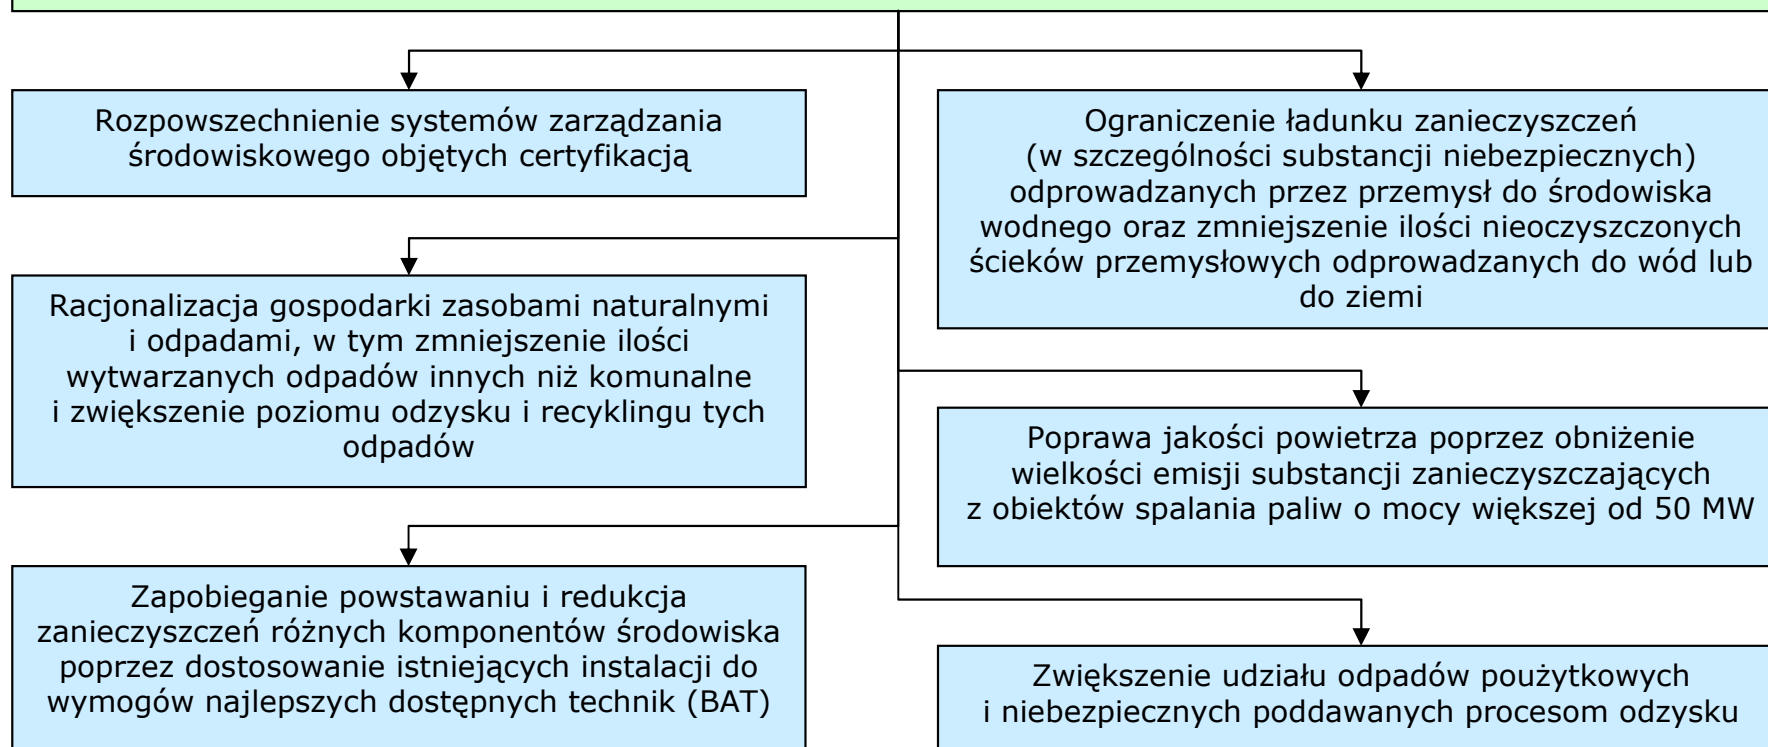 Rozpowszechnienie systemów zarządzania
środowiskowego objętych certyfikacją
Racjonalizacja gospodarki zasobami naturalnymi
i odpadami, w tym zmniejszenie ilości
wytwarzanych odpadów innych niż komunalne
i zwiększenie poziomu odzysku i recyklingu tych
odpadów
Zapobieganie powstawaniu i redukcja
zanieczyszczeń różnych komponentów środowiska
poprzez dostosowanie istniejących instalacji do
wymogów najlepszych dostępnych technik (BAT)
Ograniczenie ładunku zanieczyszczeń
(w szczególności substancji niebezpiecznych)
odprowadzanych przez przemysł do środowiska
wodnego oraz zmniejszenie ilości nieoczyszczonych
ścieków przemysłowych odprowadzanych do wód lub
do ziemi
Poprawa jakości powietrza poprzez obniżenie
wielkości emisji substancji zanieczyszczających
z obiektów spalania paliw o mocy większej od 50 MW
Zwiększenie udziału odpadów poużytkowych
i niebezpiecznych poddawanych procesom odzysku